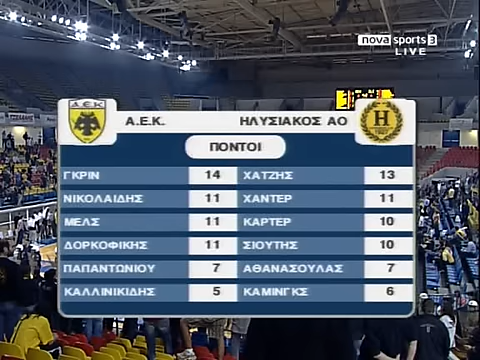 nova sports 3
LIVE
Α.Ε.Κ. ΗΛΥΣΙΑΚΟΣ ΑΟ
ΠΟΝΤΟΙ
ΓΚΡΙΝ 14 ΧΑΤΖΗΣ 13
ΝΙΚΟΛΑΙΔΗΣ 11 ΧΑΝΤΕΡ 11
ΜΕΛΣ 11 ΚΑΡΤΕΡ 10
ΔΟΡΚΟΦΙΚΗΣ 11 ΣΙΟΥΤΗΣ 10
ΠΑΠΑΝΤΩΝΙΟΥ 7 ΑΘΑΝΑΣΟΥΛΑΣ 7
ΚΑΛΛΙΝΙΚΙΔΗΣ 5 ΚΑΜΙΝΓΚΣ 6